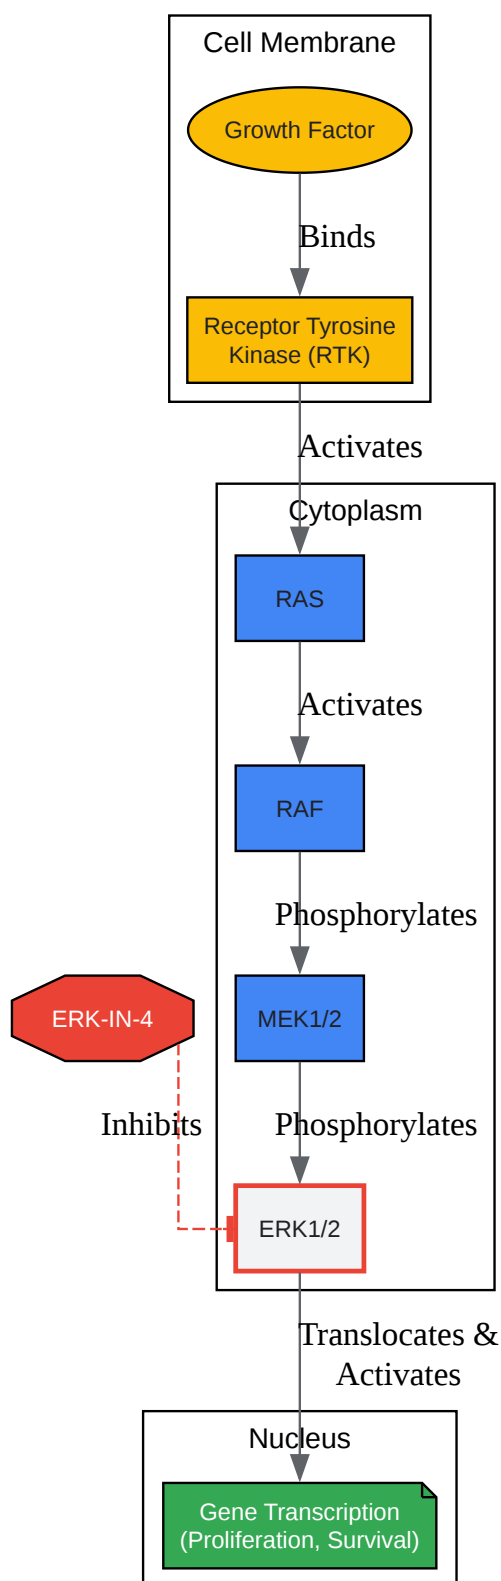 Cell Membrane
Growth Factor
Binds
Receptor Tyrosine
Kinase (RTK)
Activates
Cytoplasm
RAS
Activates
RAF
Phosphorylates
ERK-IN-4
MEK1/2
Inhibits
Phosphorylates
ERK1/2
Translocates &
Activates
Nucleus
Gene Transcription
(Proliferation, Survival)